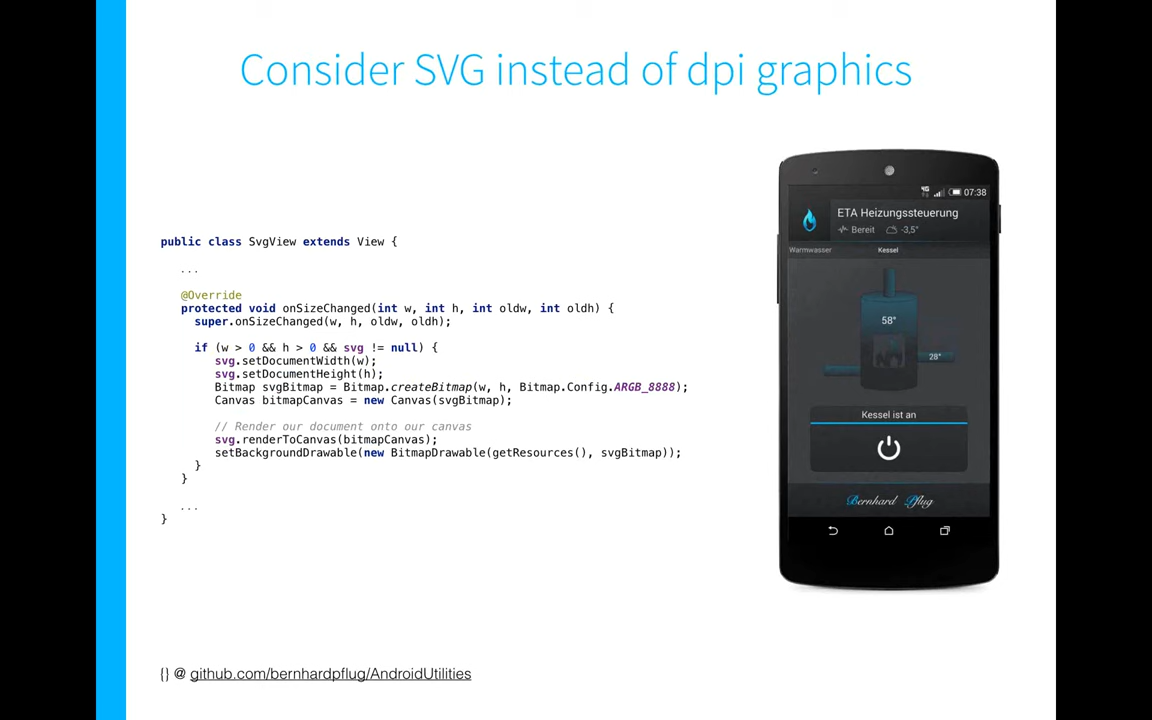 Consider SVG instead of dpi graphics
public class SvgView extends View {
...
@Override
protected void onSizeChanged(int w, int h, int oldw, int oldh) {
super.onSizeChanged(w, h, oldw, oldh);
if (w > 0 && h > 0 && svg != null) {
svg.setDocumentWidth(w);
svg.setDocumentHeight(h);
Bitmap svgBitmap = Bitmap.createBitmap(w, h, Bitmap.Config.ARGB_8888);
Canvas bitmapCanvas = new Canvas(svgBitmap);
// Render our document onto our canvas
svg.renderToCanvas(bitmapCanvas);
setBackgroundDrawable(new BitmapDrawable(getResources(), svgBitmap));
}
}
...
}
4G 07:38
ETA Heizungssteuerung
Bereit -3,5°
Warmwasser Kessel
58°
28°
Kessel ist an
Bernhard Pflug
{} @ github.com/bernhardpflug/AndroidUtilities